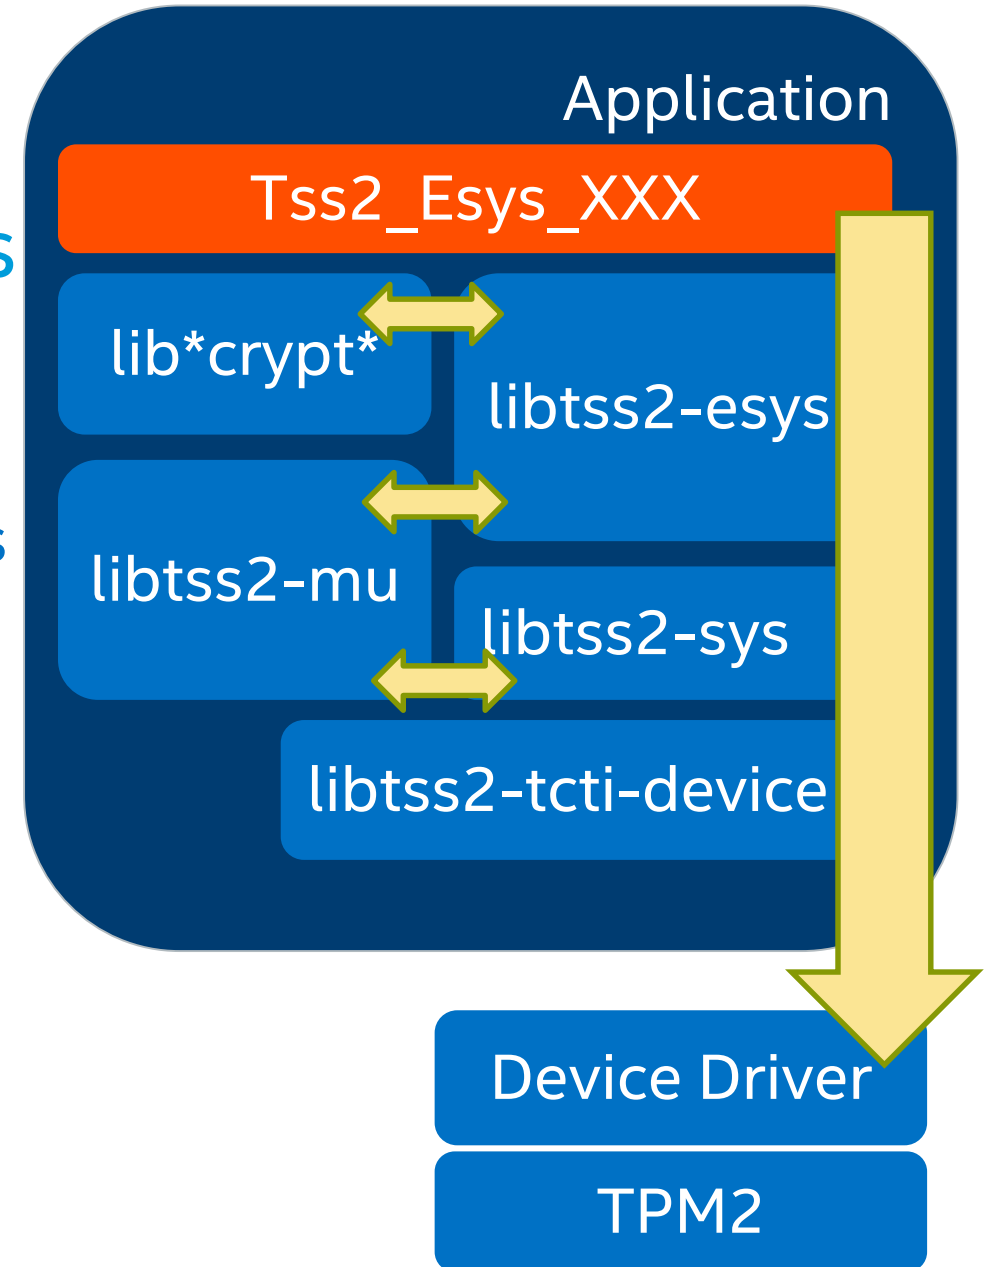 Application
Tss2_Esys_XXX
s
lib*crypt*
libtss2-esys
s
libtss2-mu
libtss2-sys
libtss2-tcti-device
Device Driver
TPM2